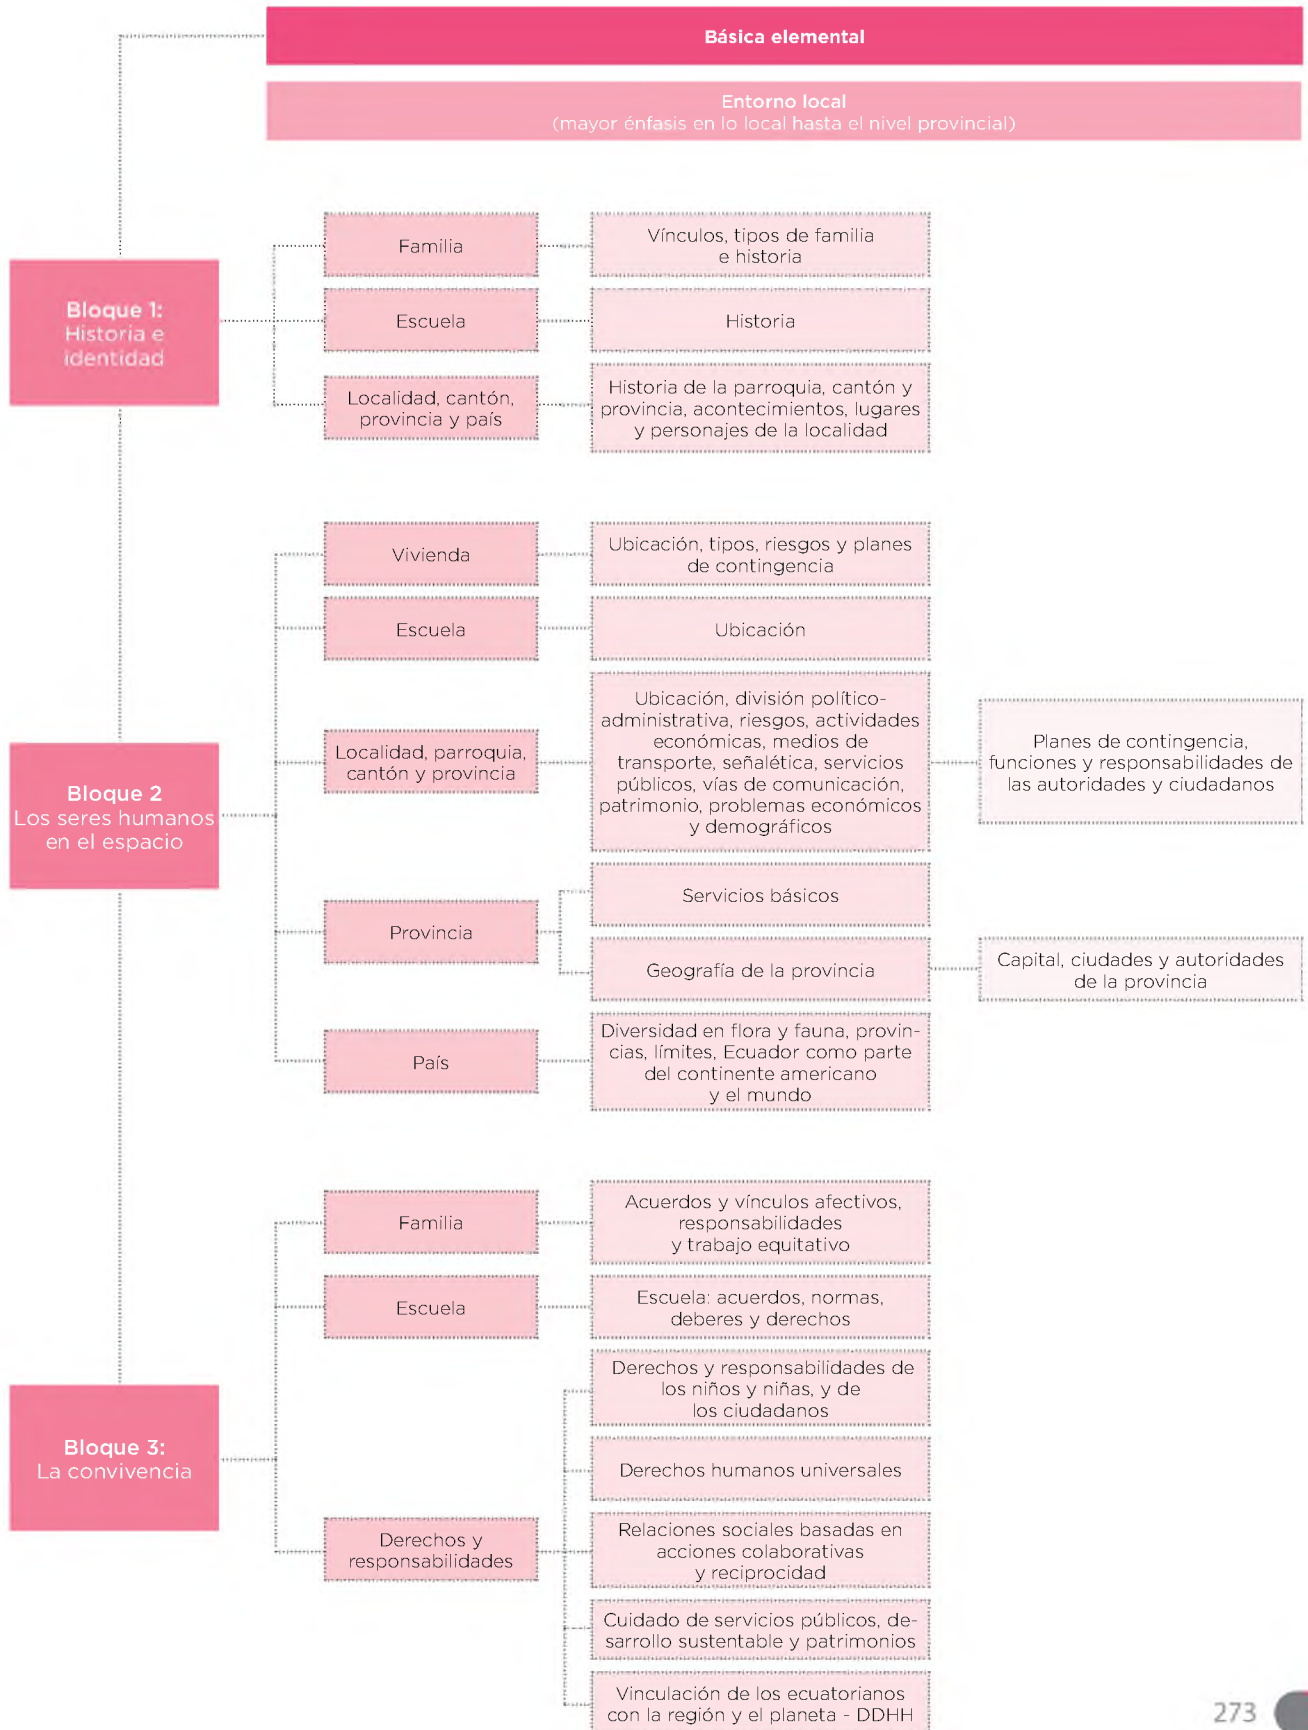 Básica elemental
Entorno local
(mayor énfasis en lo local hasta el nivel provincial)
Bloque 1:
Historia e
identidad
Familia
Vínculos, tipos de familia
e historia
Escuela
Historia
Localidad, cantón,
provincia y país
Historia de la parroquia, cantón y
provincia, acontecimientos, lugares
y personajes de la localidad
Bloque 2
Los seres humanos
en el espacio
Vivienda
Ubicación, tipos, riesgos y planes
de contingencia
Escuela
Ubicación
Localidad, parroquia,
cantón y provincia
Ubicación, división político-
administrativa, riesgos, actividades
económicas, medios de
transporte, señalética, servicios
públicos, vías de comunicación,
patrimonio, problemas económicos
y demográficos
Planes de contingencia,
funciones y responsabilidades de
las autoridades y ciudadanos
Provincia
Servicios básicos
Geografía de la provincia
Capital, ciudades y autoridades
de la provincia
País
Diversidad en flora y fauna, provin-
cias, límites, Ecuador como parte
del continente americano
y el mundo
Bloque 3:
La convivencia
Familia
Acuerdos y vínculos afectivos,
responsabilidades
y trabajo equitativo
Escuela
Escuela: acuerdos, normas,
deberes y derechos
Derechos y
responsabilidades
Derechos y responsabilidades de
los niños y niñas, y de
los ciudadanos
Derechos humanos universales
Relaciones sociales basadas en
acciones colaborativas
y reciprocidad
Cuidado de servicios públicos, de-
sarrollo sustentable y patrimonios
Vinculación de los ecuatorianos
con la región y el planeta - DDHH
273